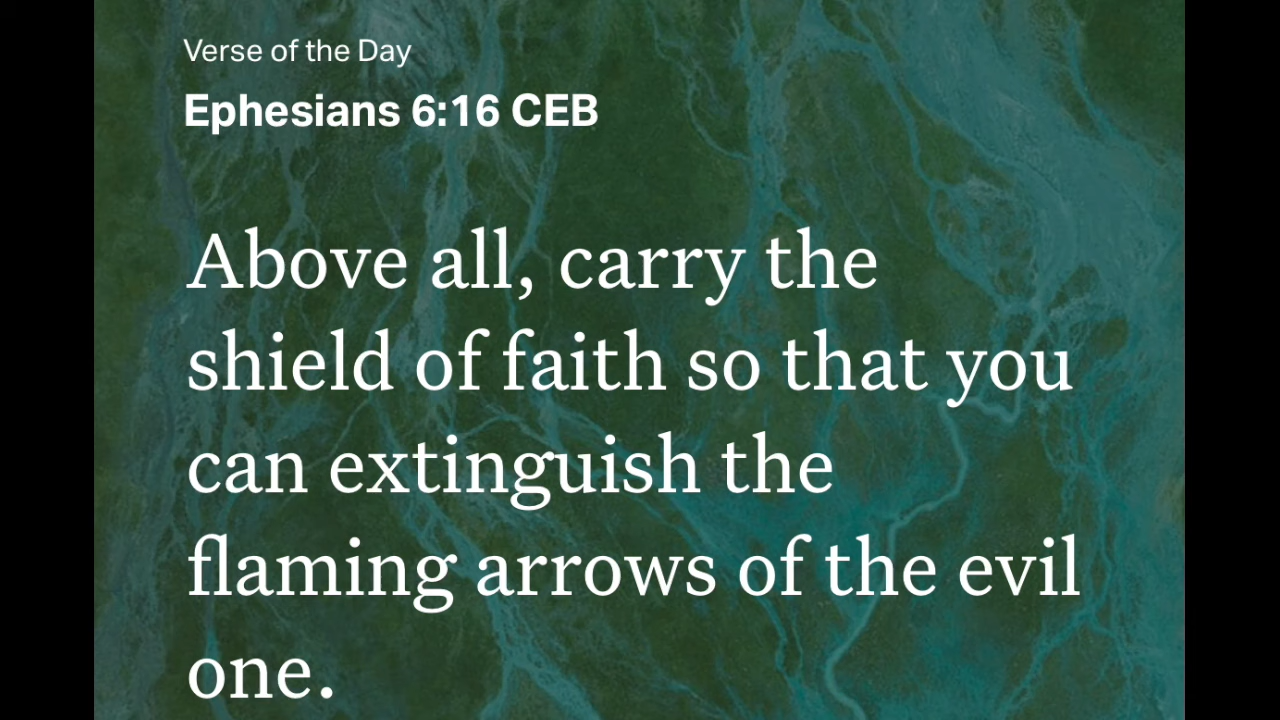 Verse of the Day
Ephesians 6:16 CEB
Above all, carry the
shield of faith so that you
can extinguish the
flaming arrows of the evil
one.